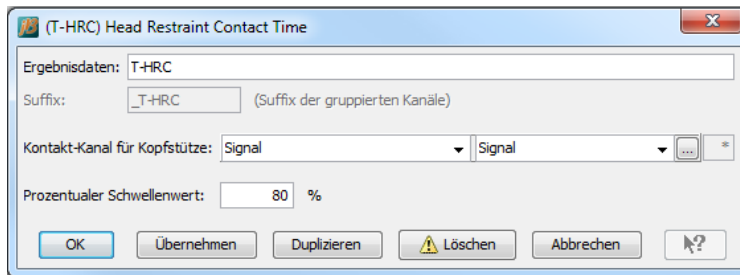 (T-HRC) Head Restraint Contact Time
Ergebnisdaten: T-HRC
Suffix: _T-HRC (Suffix der gruppierten Kanäle)
Kontakt-Kanal für Kopfstütze: Signal Signal ... *
Prozentualer Schwellenwert: 80 %
OK Übernehmen Duplizieren Löschen Abbrechen